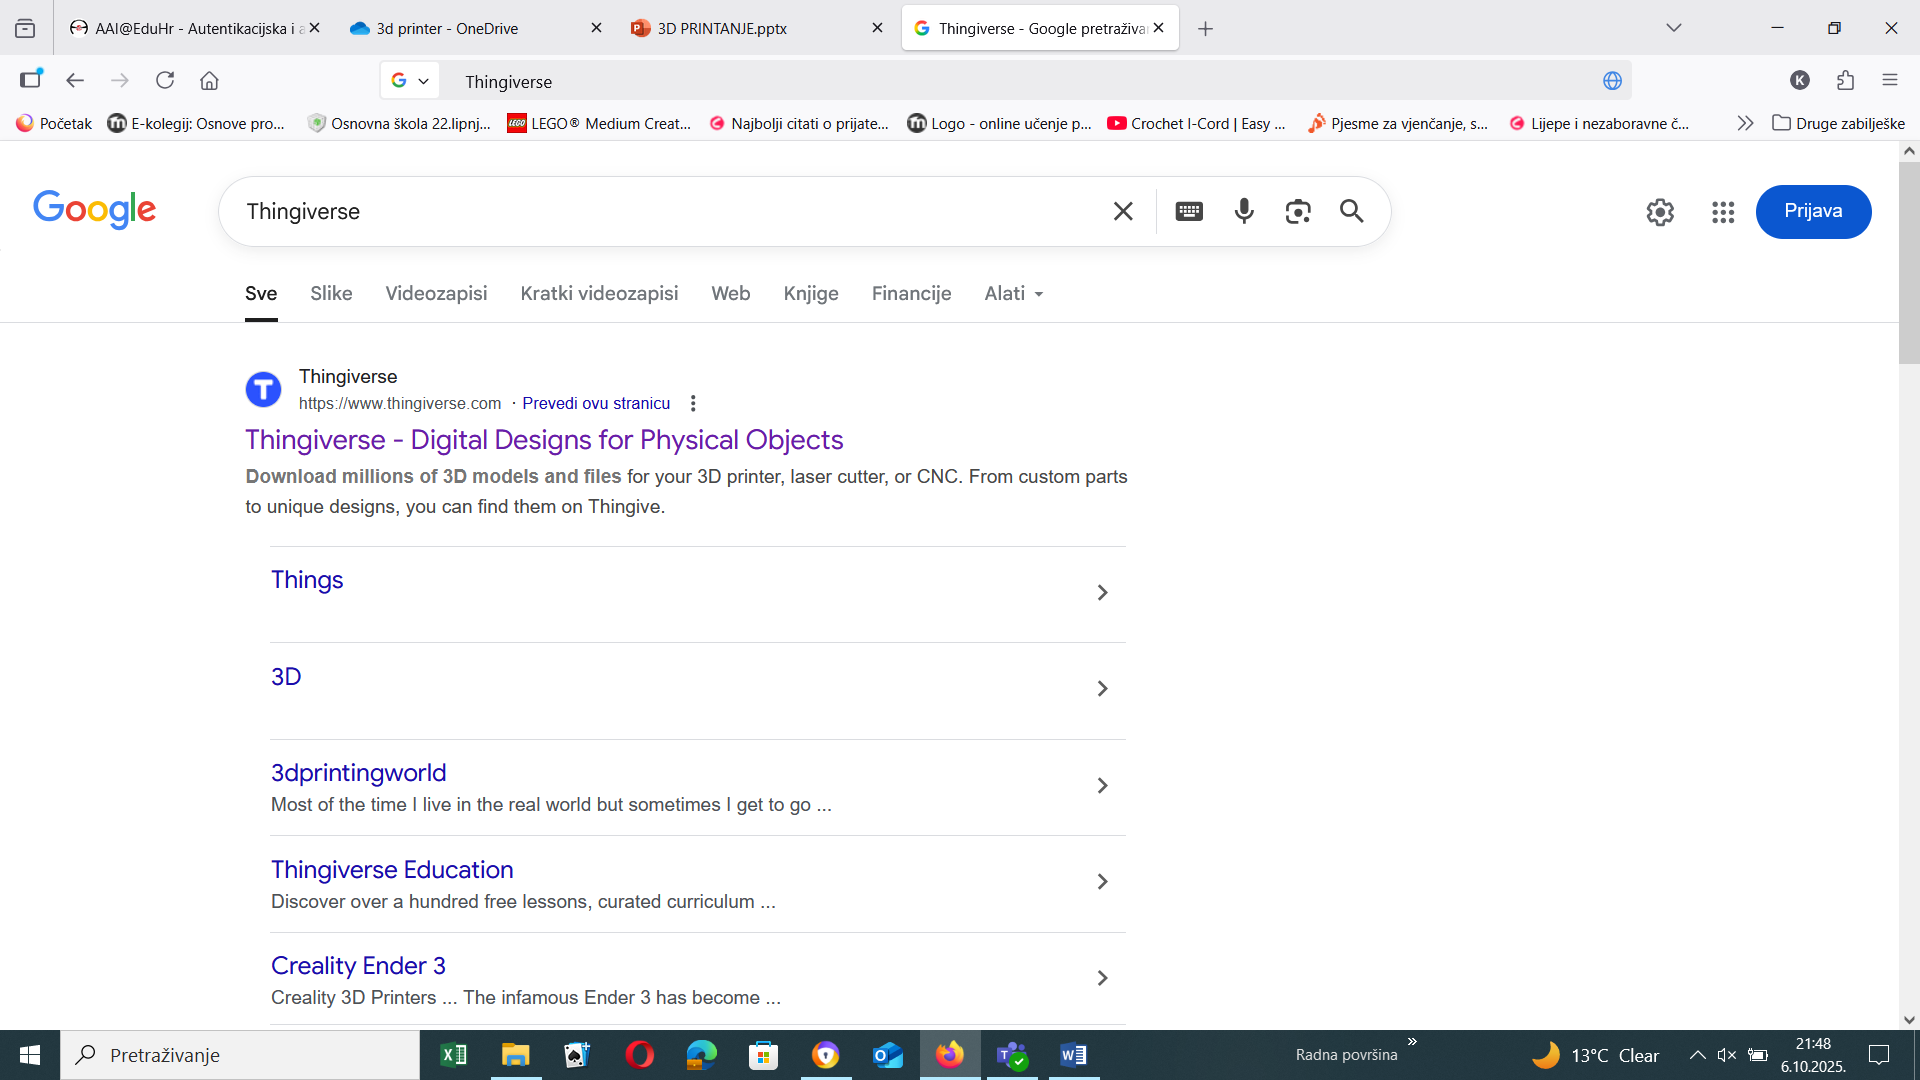 AAI@EduHr - Autentikacijska i a
3d printer - OneDrive
3D PRINTANJE.pptx
Thingiverse - Google pretraživa
Thingiverse
K
Početak
E-kolegij: Osnove pro...
Osnovna škola 22.lipnj...
LEGO® Medium Creat...
Najbolji citati o prijate...
Logo - online učenje p...
Crochet I-Cord | Easy ...
Pjesme za vjenčanje, s...
Lijepe i nezaboravne č...
Druge zabilješke
Google
Thingiverse
Prijava
Sve
Slike
Videozapisi
Kratki videozapisi
Web
Knjige
Financije
Alati
Thingiverse
https://www.thingiverse.com · Prevedi ovu stranicu
Thingiverse - Digital Designs for Physical Objects
Download millions of 3D models and files for your 3D printer, laser cutter, or CNC. From custom parts
to unique designs, you can find them on Thingive.
Things
3D
3dprintingworld
Most of the time I live in the real world but sometimes I get to go ...
Thingiverse Education
Discover over a hundred free lessons, curated curriculum ...
Creality Ender 3
Creality 3D Printers ... The infamous Ender 3 has become ...
Pretraživanje
Radna površina
13°C Clear
21:48
6.10.2025.